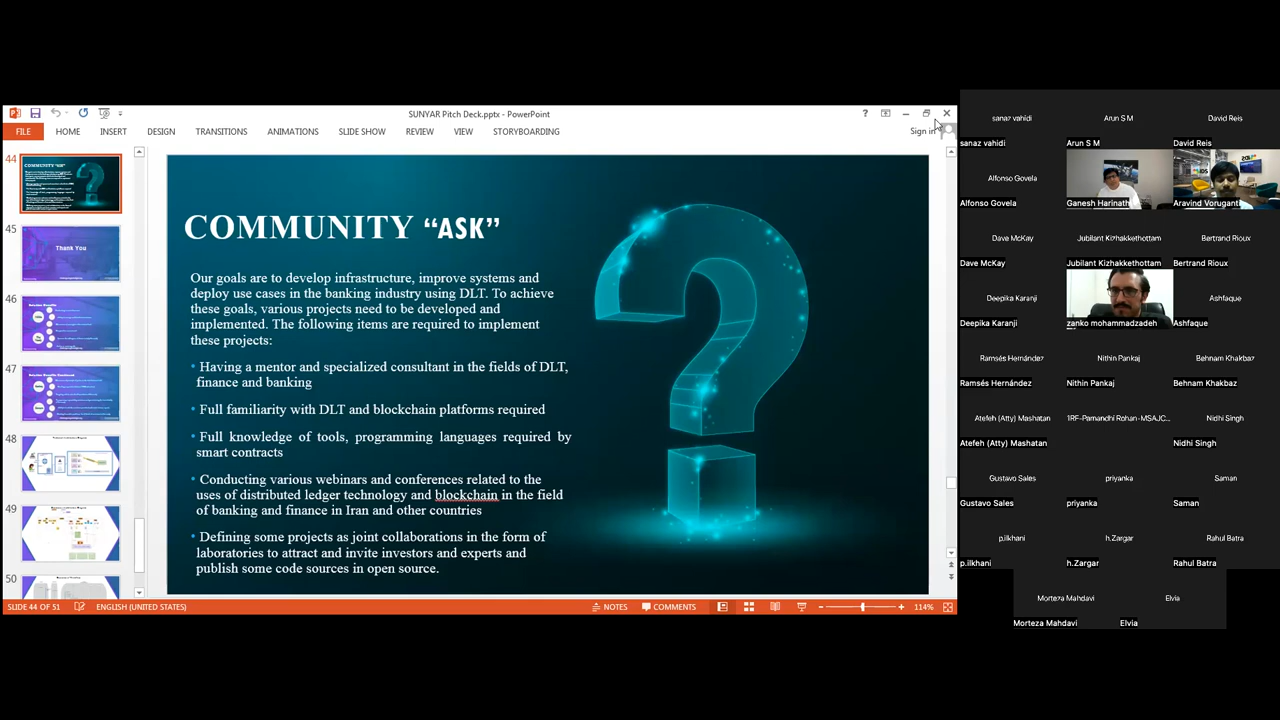 SUNYAR Pitch Deck.pptx - PowerPoint
FILE HOME INSERT DESIGN TRANSITIONS ANIMATIONS SLIDE SHOW REVIEW VIEW STORYBOARDING
Sign in
44
COMMUNITY “ASK”
45
Thank You
46
47
48
49
50
COMMUNITY “ASK”
Our goals are to develop infrastructure, improve systems and
deploy use cases in the banking industry using DLT. To achieve
these goals, various projects need to be developed and
implemented. The following items are required to implement
these projects:
• Having a mentor and specialized consultant in the fields of DLT,
finance and banking
• Full familiarity with DLT and blockchain platforms required
• Full knowledge of tools, programming languages required by
smart contracts
• Conducting various webinars and conferences related to the
uses of distributed ledger technology and blockchain in the field
of banking and finance in Iran and other countries
• Defining some projects as joint collaborations in the form of
laboratories to attract and invite investors and experts and
publish some code sources in open source.
SLIDE 44 OF 51 ENGLISH (UNITED STATES) NOTES COMMENTS 114%
sanaz vahidi Arun S M David Reis
sanaz vahidi Arun S M David Reis
Alfonso Govela
Alfonso Govela Ganesh Harinath Aravind Voruganti
Dave McKay Jubilant Kizhakkethottam Bertrand Rioux
Dave McKay Jubilant Kizhakkethottam Bertrand Rioux
Deepika Karanji Ashfaque
Deepika Karanji zanko mohammadzadeh Ashfaque
Ramsés Hernández Nithin Pankaj Behnam Khakbaz
Ramsés Hernández Nithin Pankaj Behnam Khakbaz
Atefeh (Atty) Mashatan 1RF-Pamandhi Rohan-MSAJC... Nidhi Singh
Atefeh (Atty) Mashatan Nidhi Singh
Gustavo Sales priyanka Saman
Gustavo Sales priyanka Saman
p.ilkhani h.Zargar Rahul Batra
p.ilkhani h.Zargar Rahul Batra
Morteza Mahdavi Elvia
Morteza Mahdavi Elvia